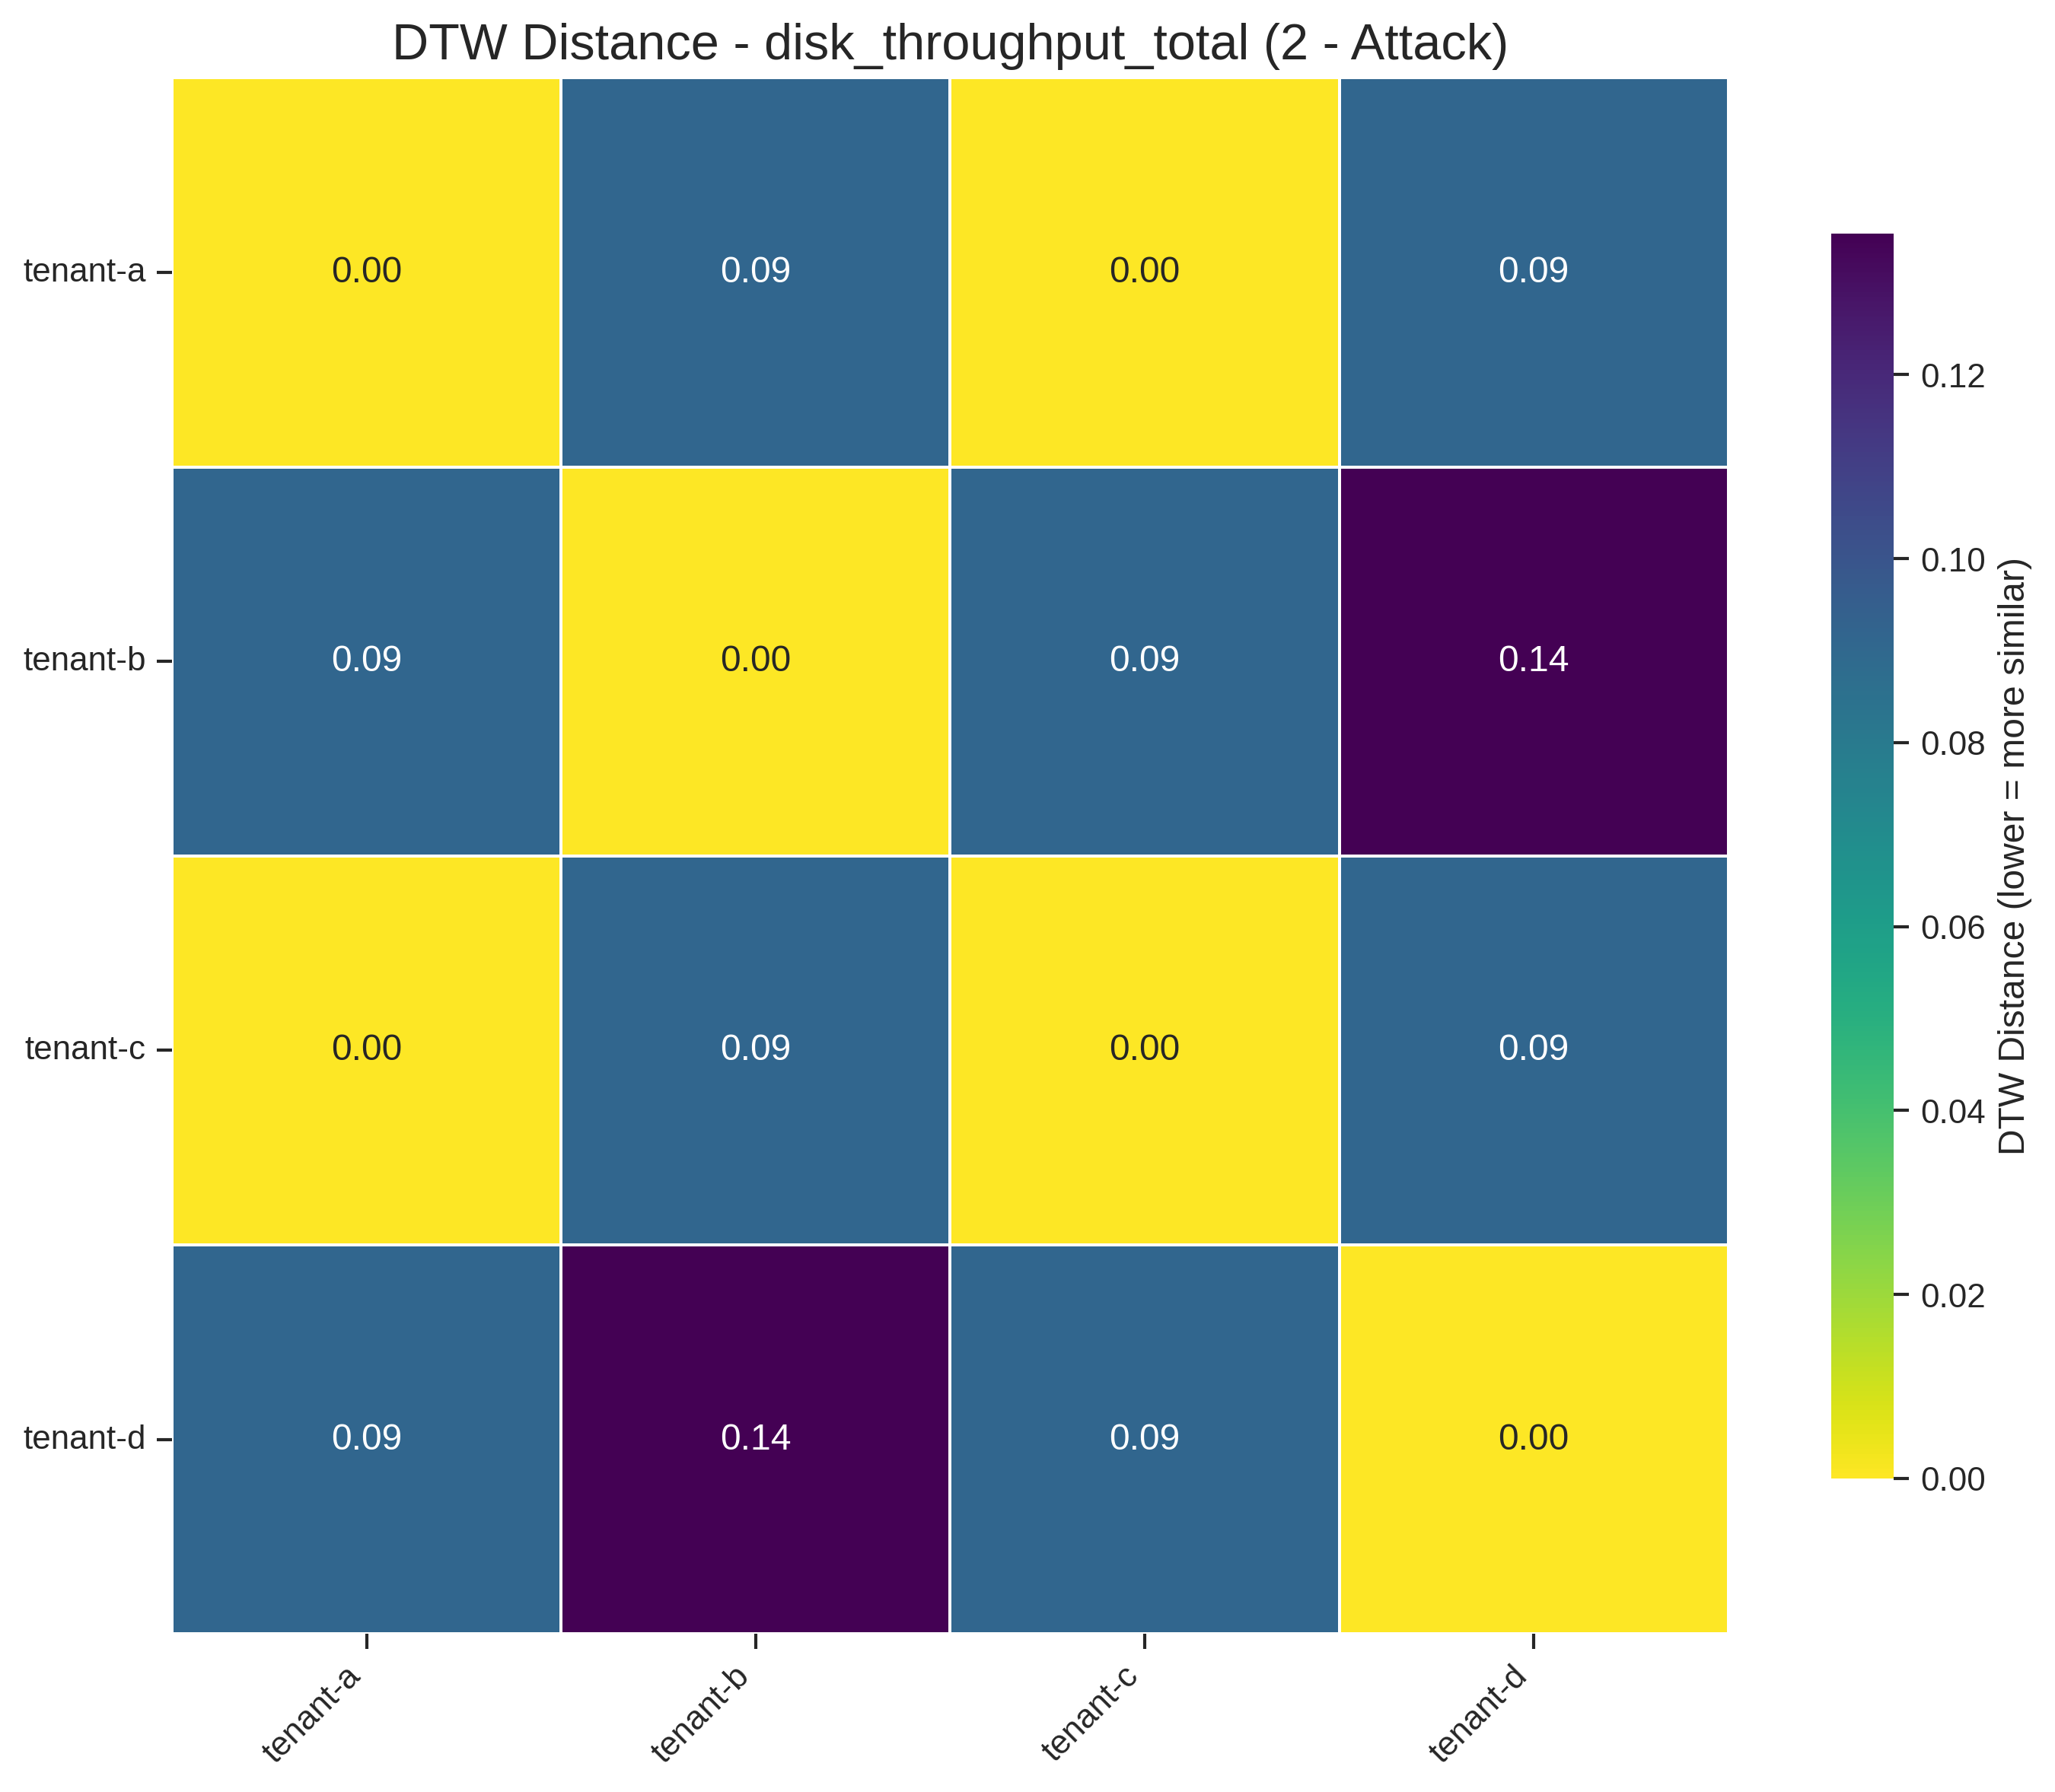 DTW Distance - disk_throughput_total (2 - Attack)
tenant-a
0.00 0.09 0.00 0.09
tenant-b
0.09 0.00 0.09 0.14
tenant-c
0.00 0.09 0.00 0.09
tenant-d
0.09 0.14 0.09 0.00
tenant-a tenant-b tenant-c tenant-d
0.12
0.10
0.08
0.06
0.04
0.02
0.00
DTW Distance (lower = more similar)